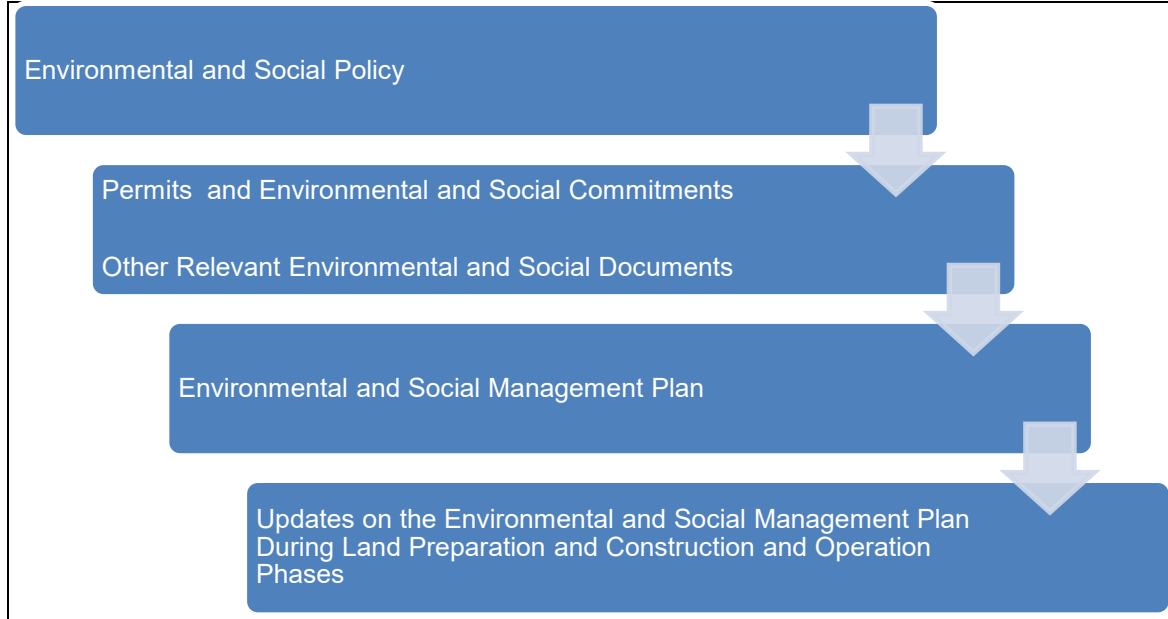 Environmental and Social Policy
Permits  and Environmental and Social Commitments
Other Relevant Environmental and Social Documents
Environmental and Social Management Plan
Updates on the Environmental and Social Management Plan
During Land Preparation and Construction and Operation
Phases